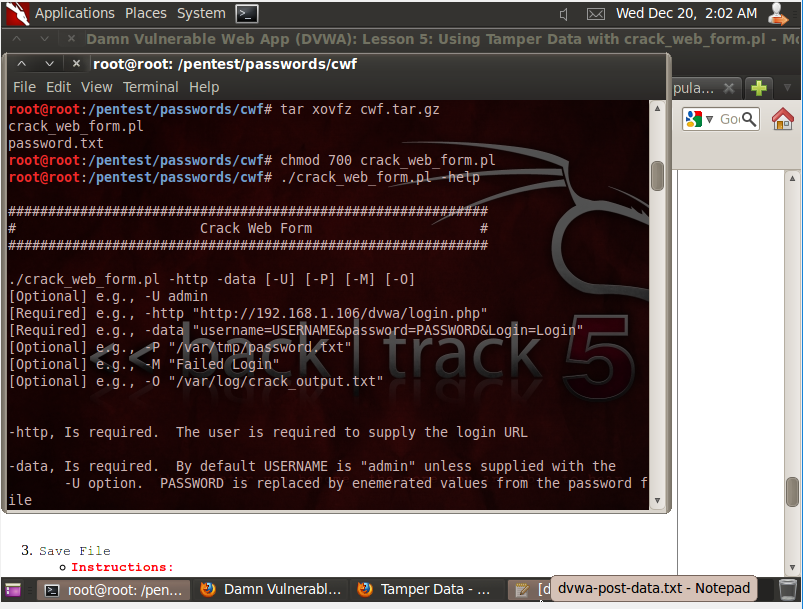 Applications Places System Wed Dec 20, 2:02 AM
Damn Vulnerable Web App (DVWA): Lesson 5: Using Tamper Data with crack_web_form.pl - Mo
root@root: /pentest/passwords/cwf
File Edit View Terminal Help
pula...
Goo
root@root:/pentest/passwords/cwf# tar xovfz cwf.tar.gz
crack_web_form.pl
password.txt
root@root:/pentest/passwords/cwf# chmod 700 crack_web_form.pl
root@root:/pentest/passwords/cwf# ./crack_web_form.pl -help
############################################################
# Crack Web Form #
############################################################
./crack_web_form.pl -http -data [-U] [-P] [-M] [-O]
[Optional] e.g., -U admin
[Required] e.g., -http "http://192.168.1.106/dvwa/login.php"
[Required] e.g., -data "username=USERNAME&password=PASSWORD&Login=Login"
[Optional] e.g., -P "/var/tmp/password.txt"
[Optional] e.g., -M "Failed Login"
[Optional] e.g., -O "/var/log/crack_output.txt"
<< back | track 5
-http, Is required. The user is required to supply the login URL
-data, Is required. By default USERNAME is "admin" unless supplied with the
-U option. PASSWORD is replaced by enemerated values from the password f
ile
3. Save File
Instructions:
root@root: /pen... Damn Vulnerabl... Tamper Data - ... [d dvwa-post-data.txt - Notepad